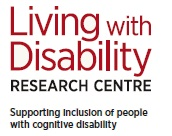 Living with
Disability
RESEARCH CENTRE
Supporting inclusion of people
with cognitive disability